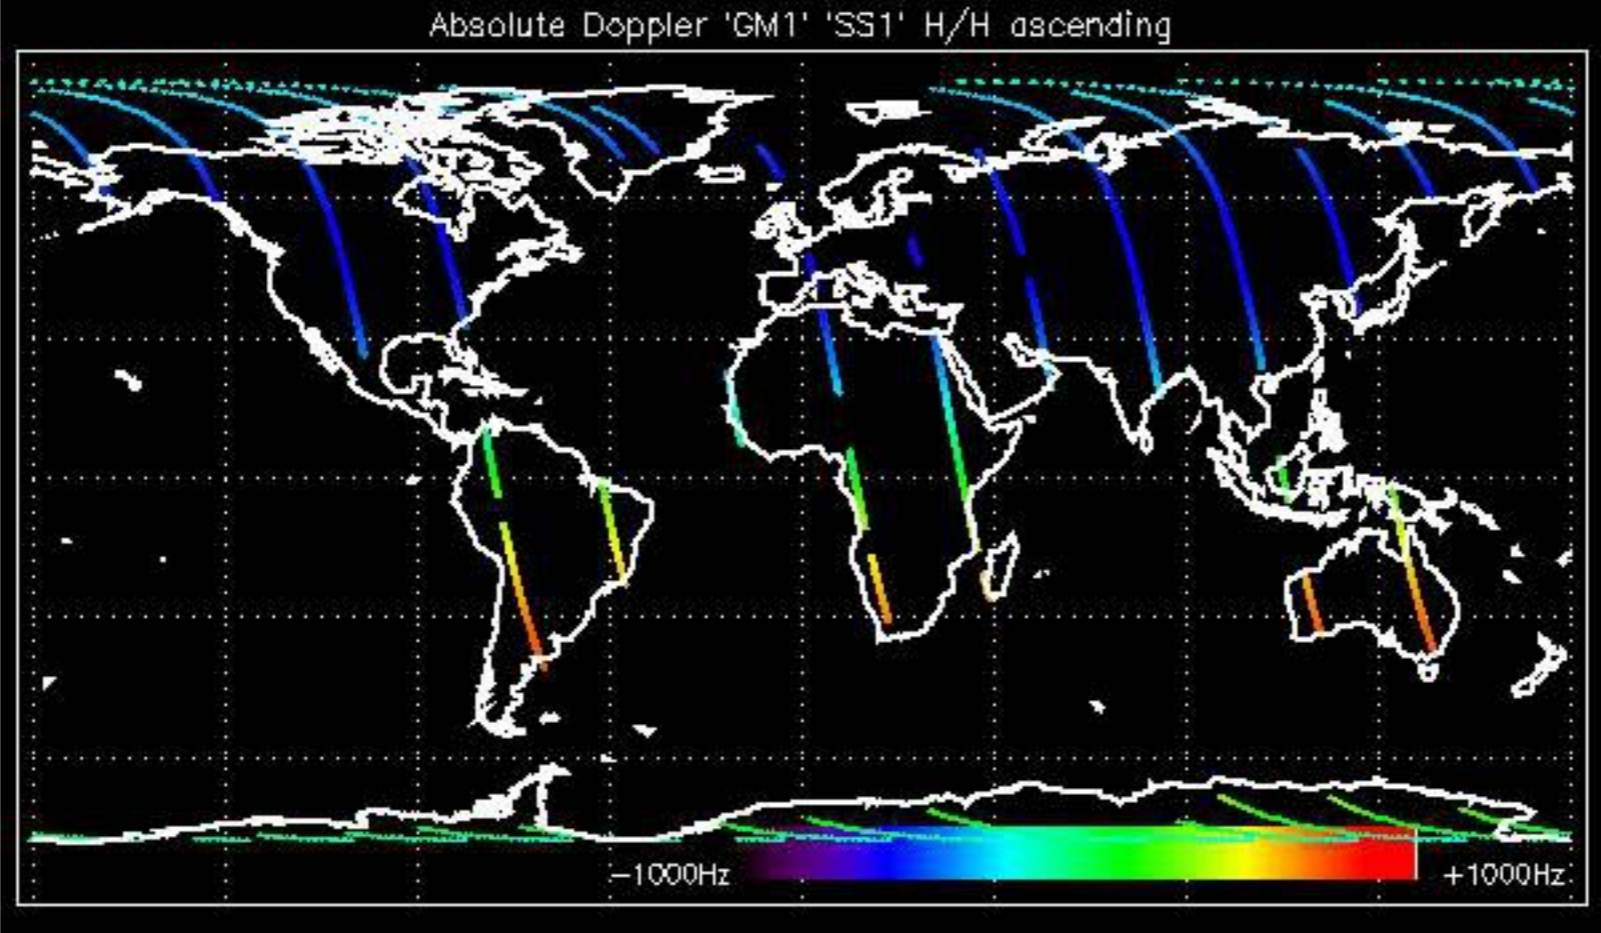 Absolute Doppler 'GM1' 'SS1' H/H ascending
−1000Hz +1000Hz